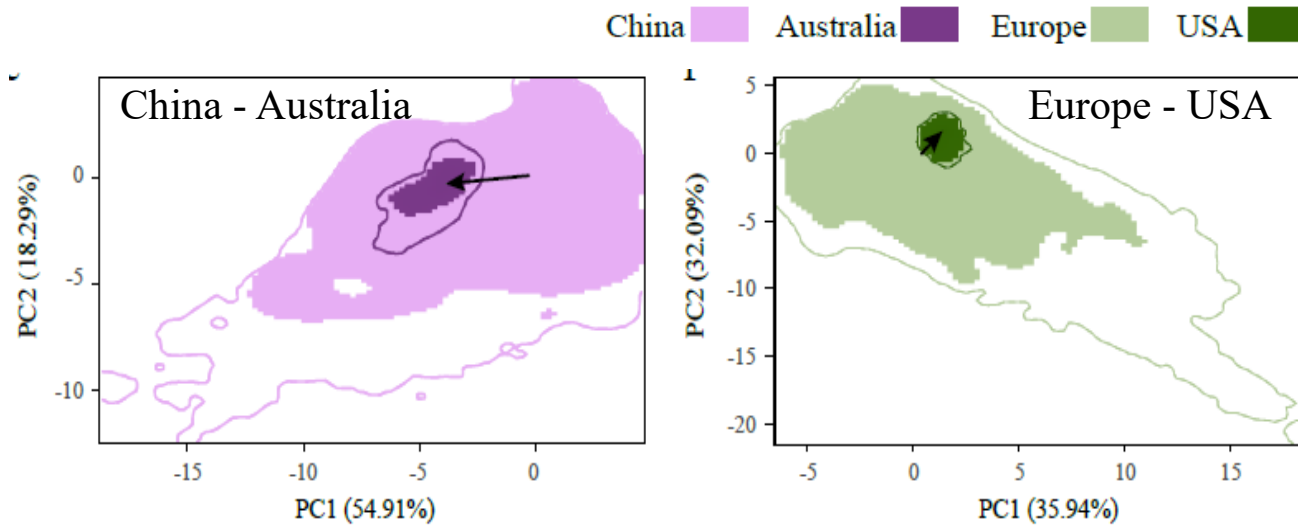 China Australia Europe USA
China - Australia
PC2 (18.29%)
0
-5
-10
-15 -10 -5 0
PC1 (54.91%)
Europe - USA
PC2 (32.09%)
5
0
-5
-10
-15
-20
-5 0 5 10 15
PC1 (35.94%)